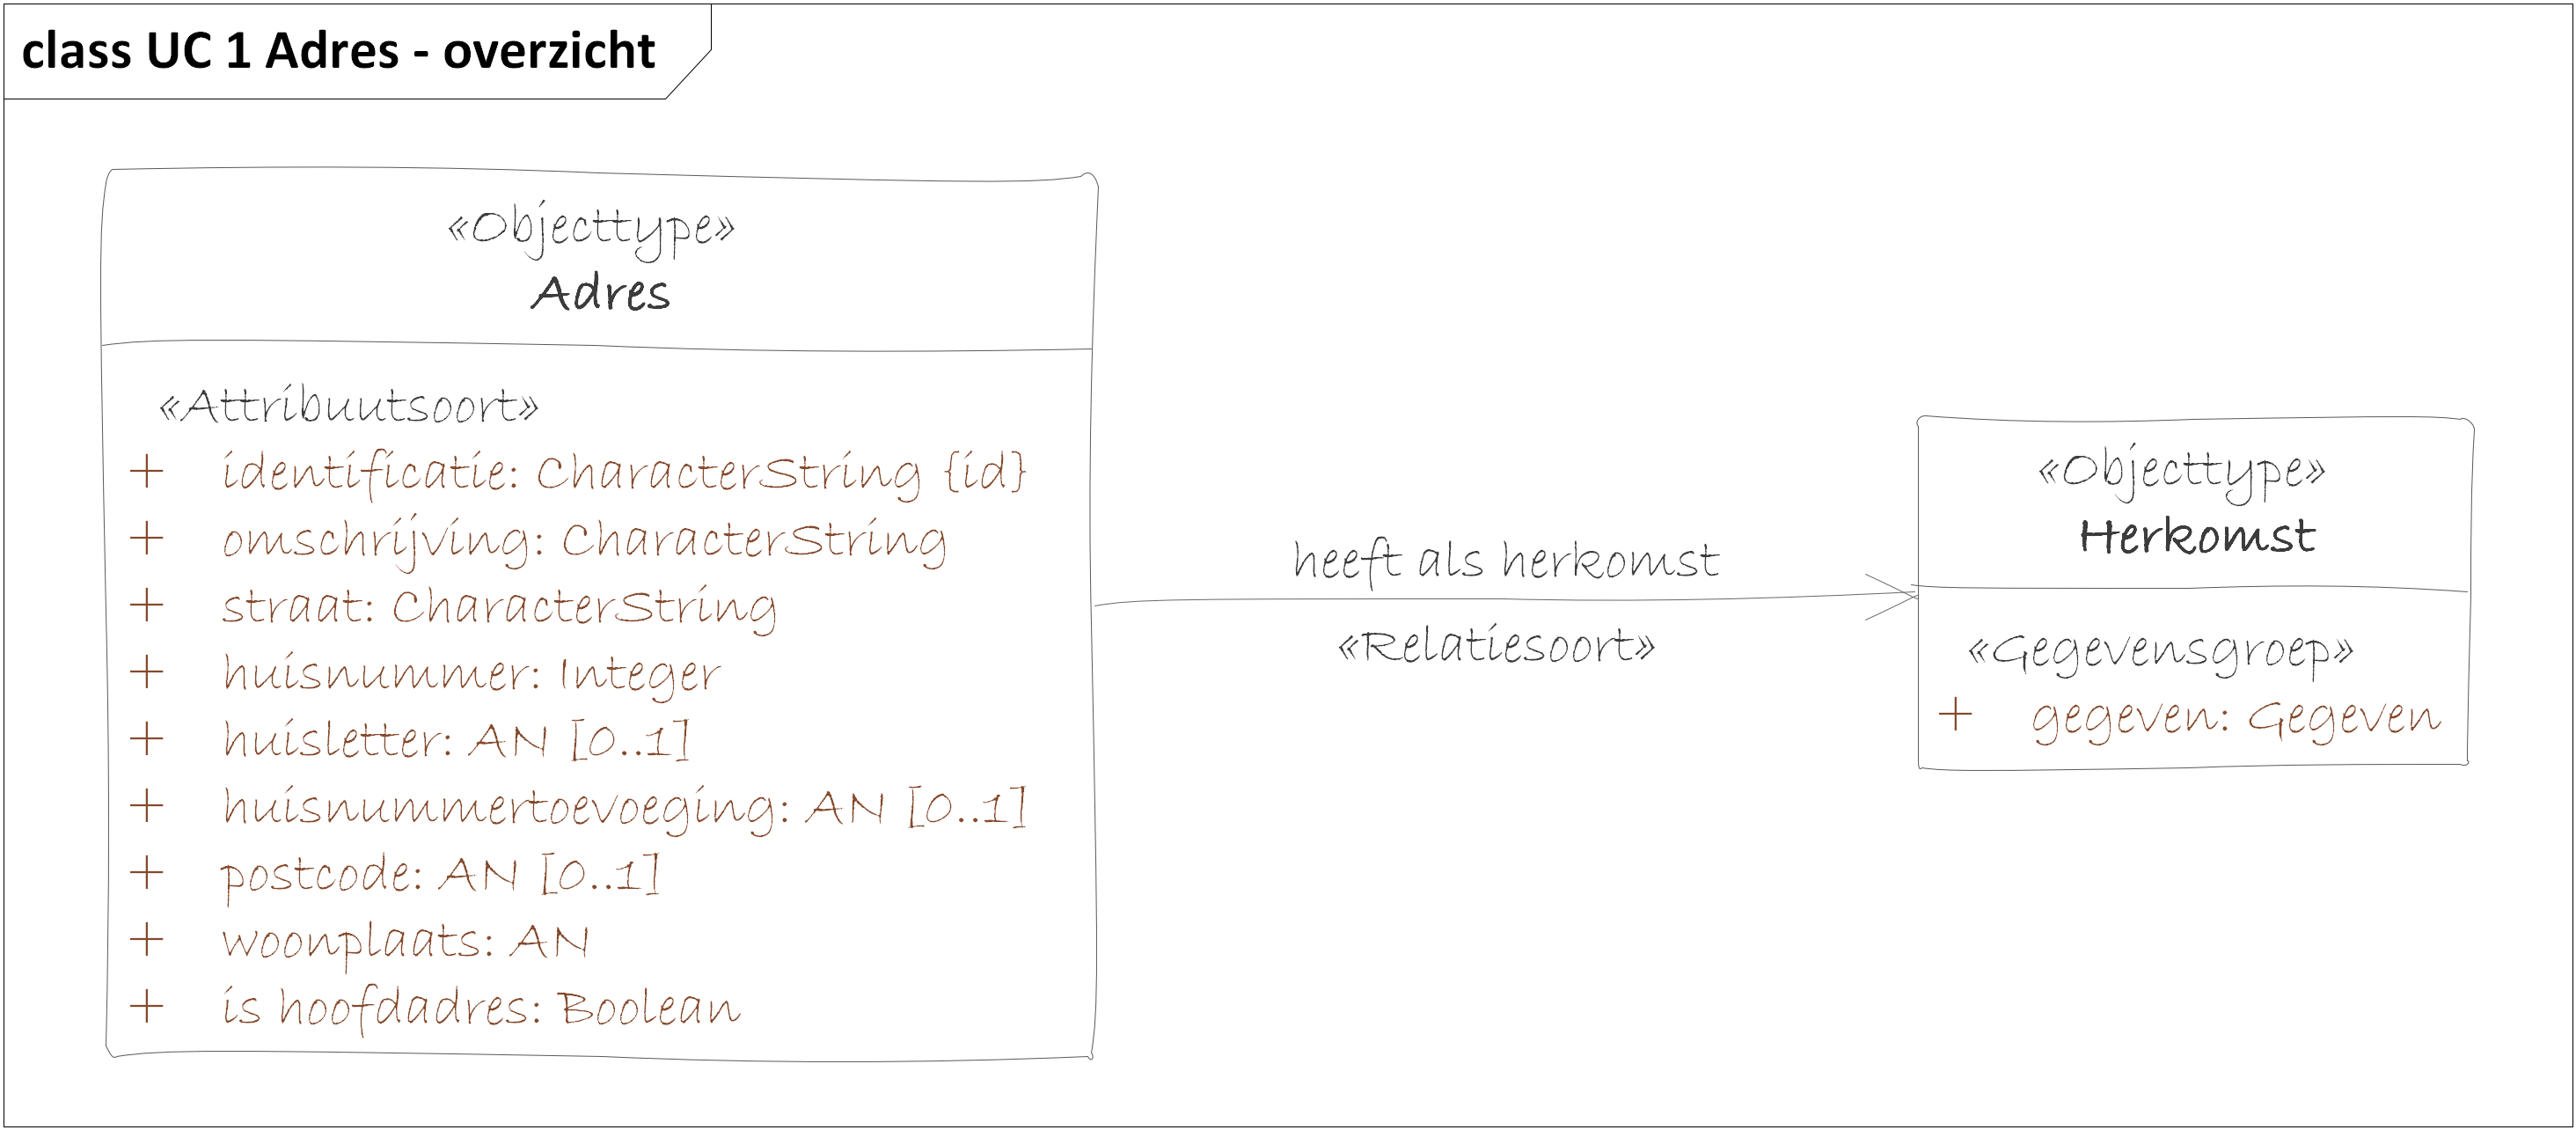 class UC 1 Adres - overzicht
«Objecttype»
Adres
«Attribuutsoort»
+ identificatie: CharacterString {id}
+ omschrijving: CharacterString
+ straat: CharacterString
+ huisnummer: Integer
+ huisletter: AN [0..1]
+ huisnummertoevoeging: AN [0..1]
+ postcode: AN [0..1]
+ woonplaats: AN
+ is hoofdadres: Boolean
heeft als herkomst
«Relatiesoort»
«Objecttype»
Herkomst
«Gegevensgroep»
+ gegeven: Gegeven